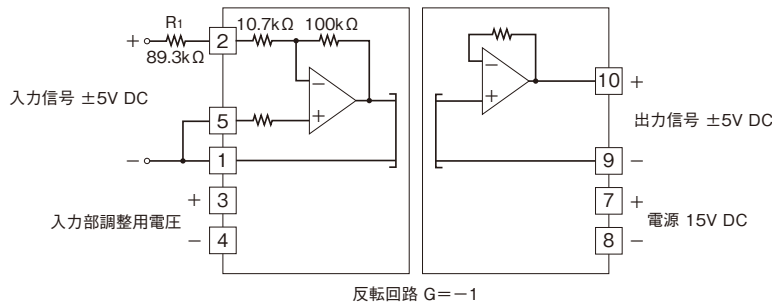 R1
10.7kΩ
100kΩ
+
2
89.3kΩ
−
+
入力信号 ±5V DC
5
−
1
+
3
入力部調整用電圧
−
4
−
+
10
+
出力信号 ±5V DC
9
−
7
+
電源 15V DC
8
−
反転回路 G=−1